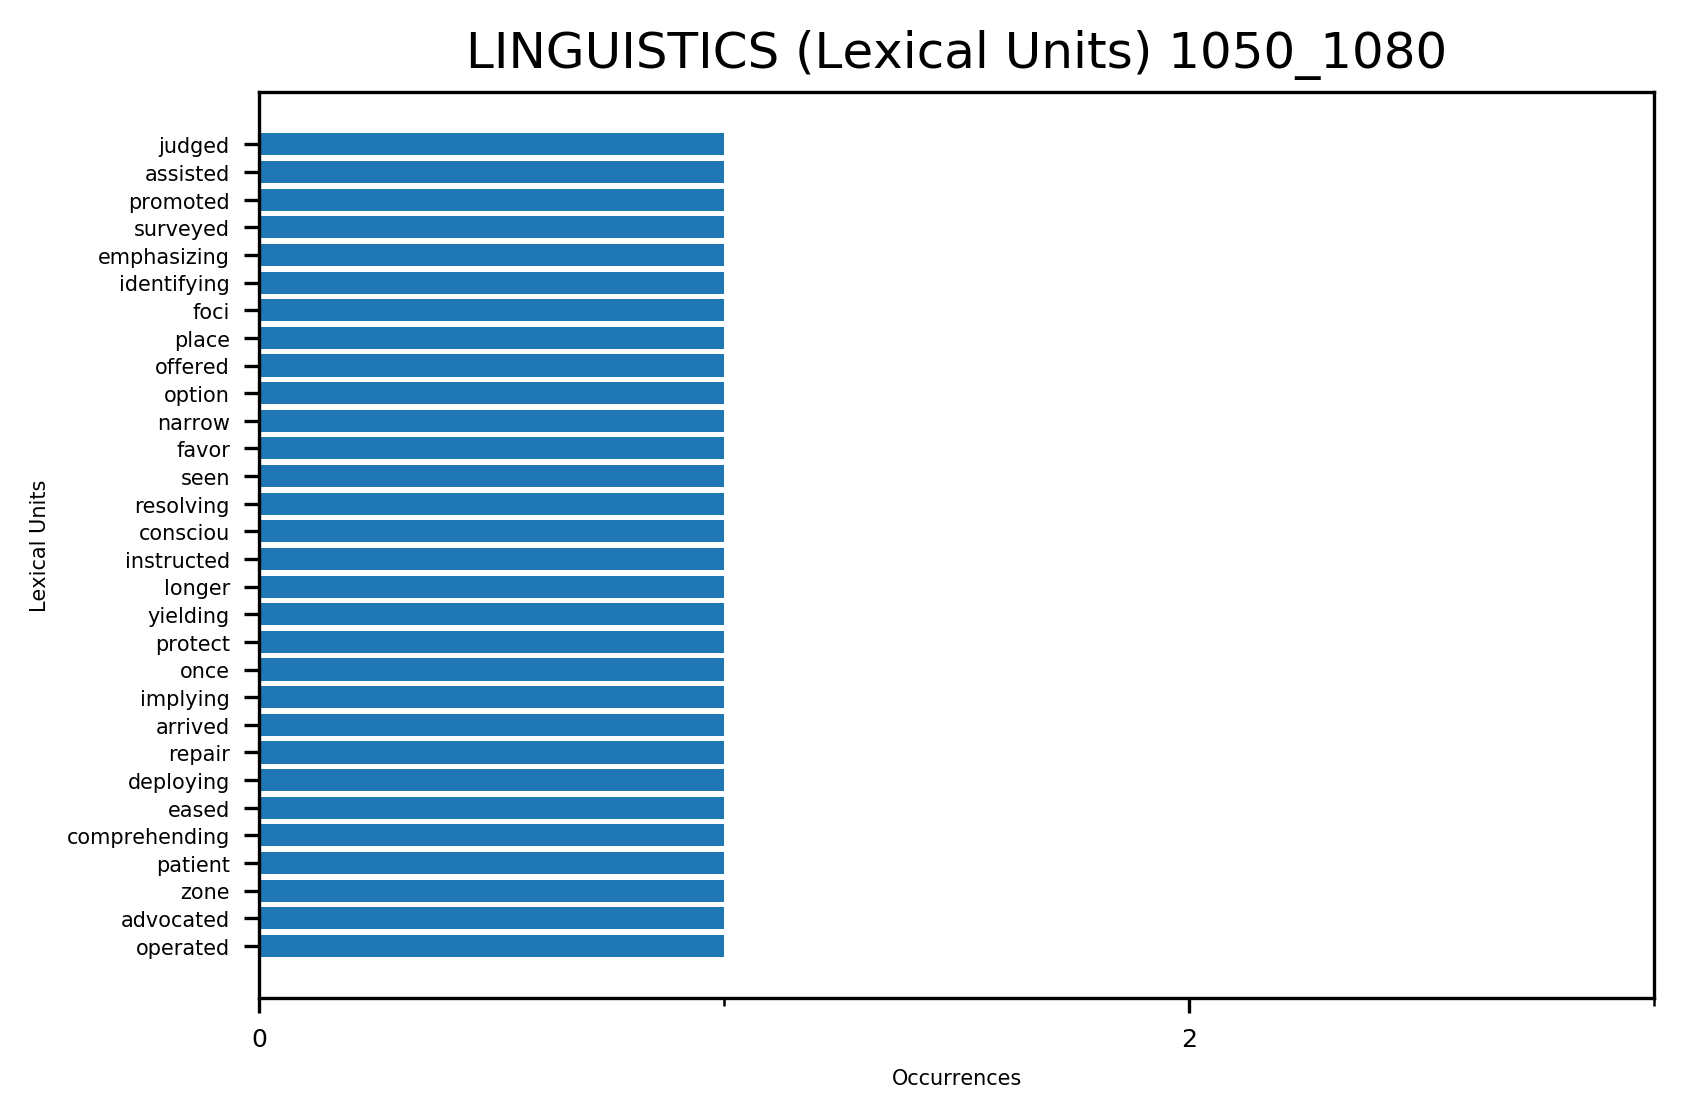 LINGUISTICS (Lexical Units) 1050_1080
judged
assisted
promoted
surveyed
emphasizing
identifying
foci
place
offered
option
narrow
favor
seen
resolving
consciou
instructed
longer
yielding
protect
once
implying
arrived
repair
deploying
eased
comprehending
patient
zone
advocated
operated
Lexical Units
0
2
Occurrences